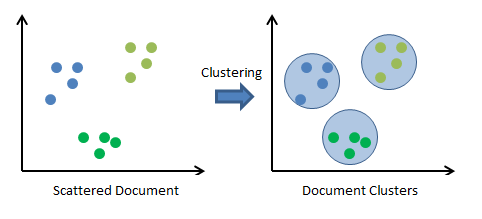 Clustering
Scattered Document
Document Clusters